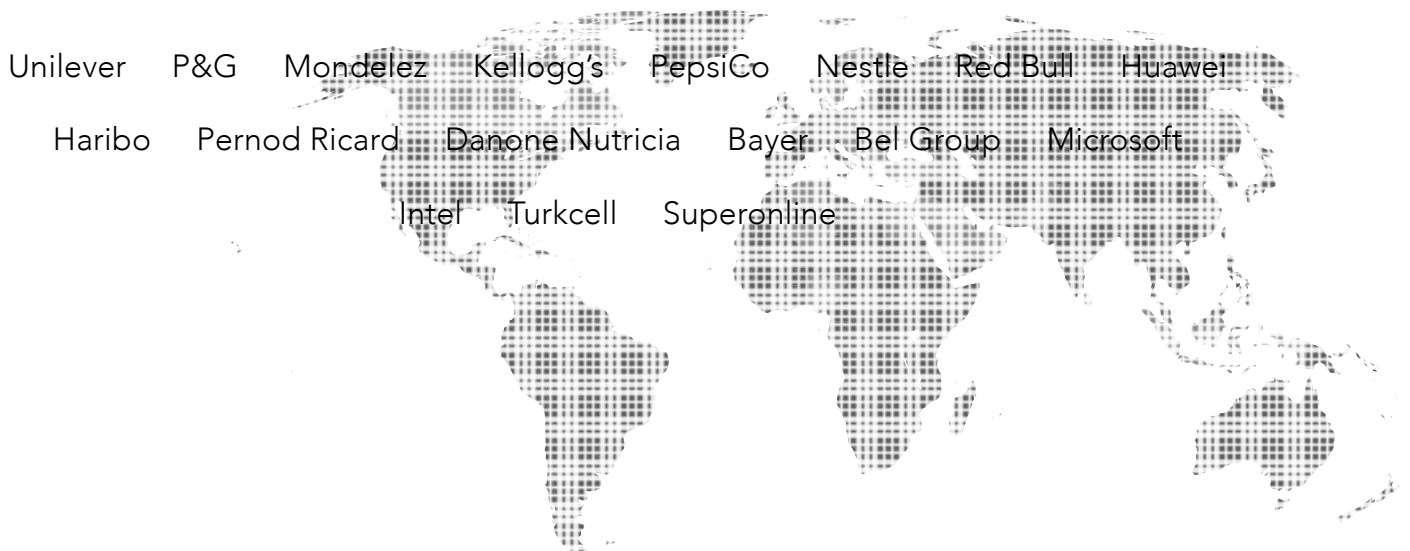 Unilever P&G Mondelez Kellogg’s PepsiCo Nestle Red Bull Huawei
Haribo Pernod Ricard Danone Nutricia Bayer Bel Group Microsoft
Intel Turkcell Superonline